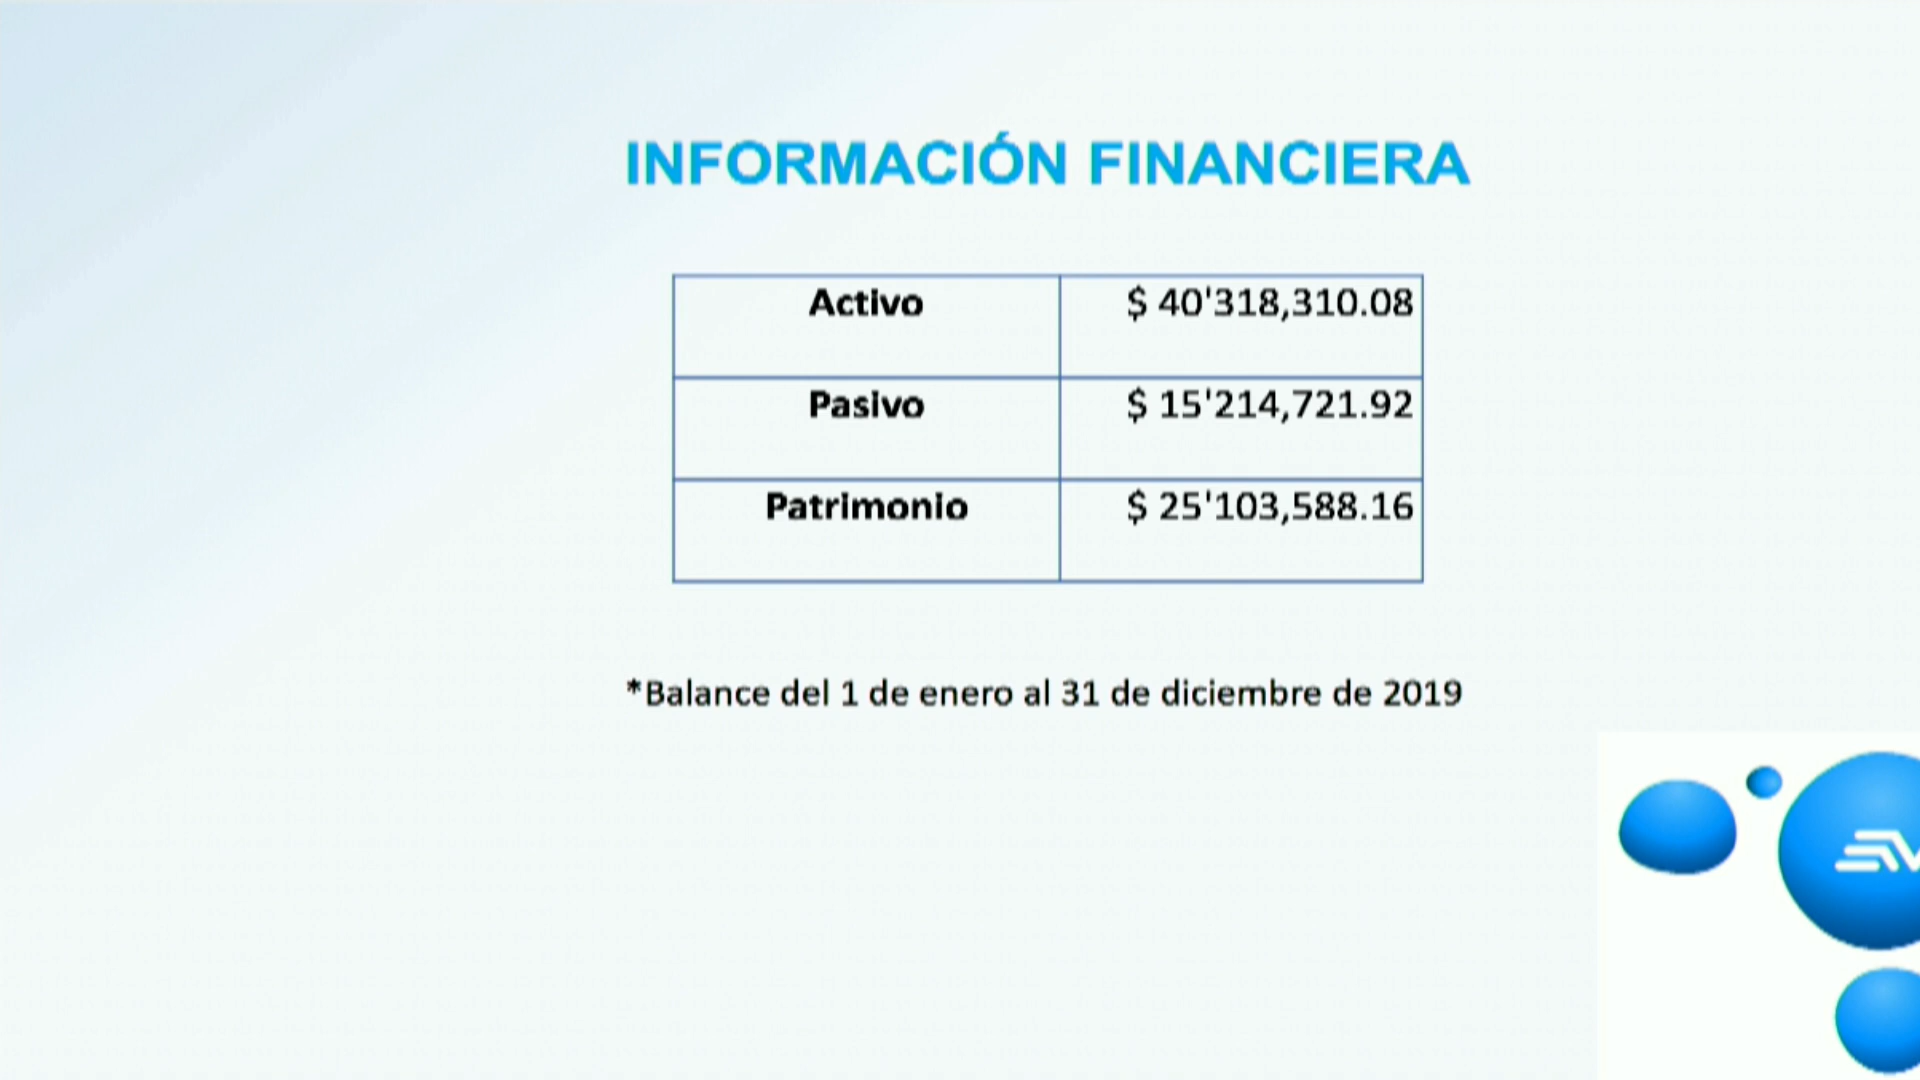 INFORMACIÓN FINANCIERA
Activo $ 40'318,310.08
Pasivo $ 15'214,721.92
Patrimonio $ 25'103,588.16
*Balance del 1 de enero al 31 de diciembre de 2019